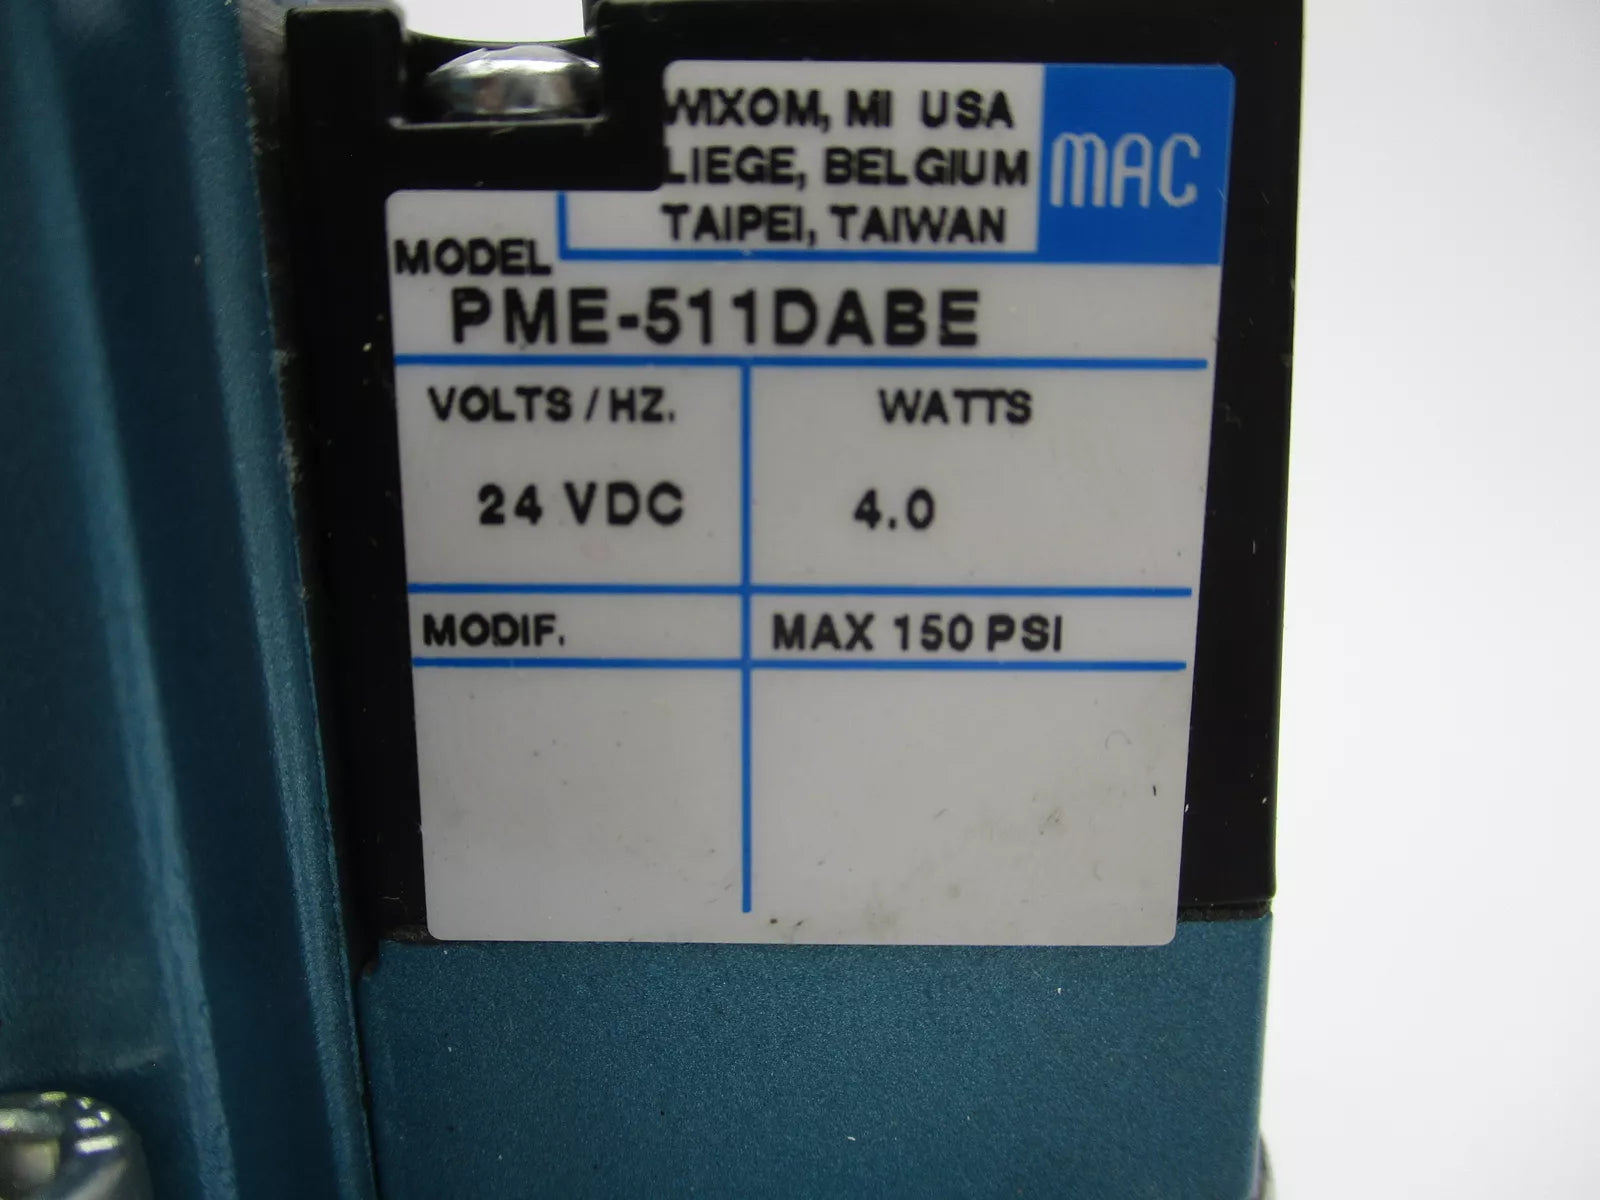 WIXOM, MI USA
LIEGE, BELGIUM
TAIPEI, TAIWAN
MAC
MODEL
PME-511DABE
VOLTS / HZ.
WATTS
24 VDC
4.0
MODIF.
MAX 150 PSI